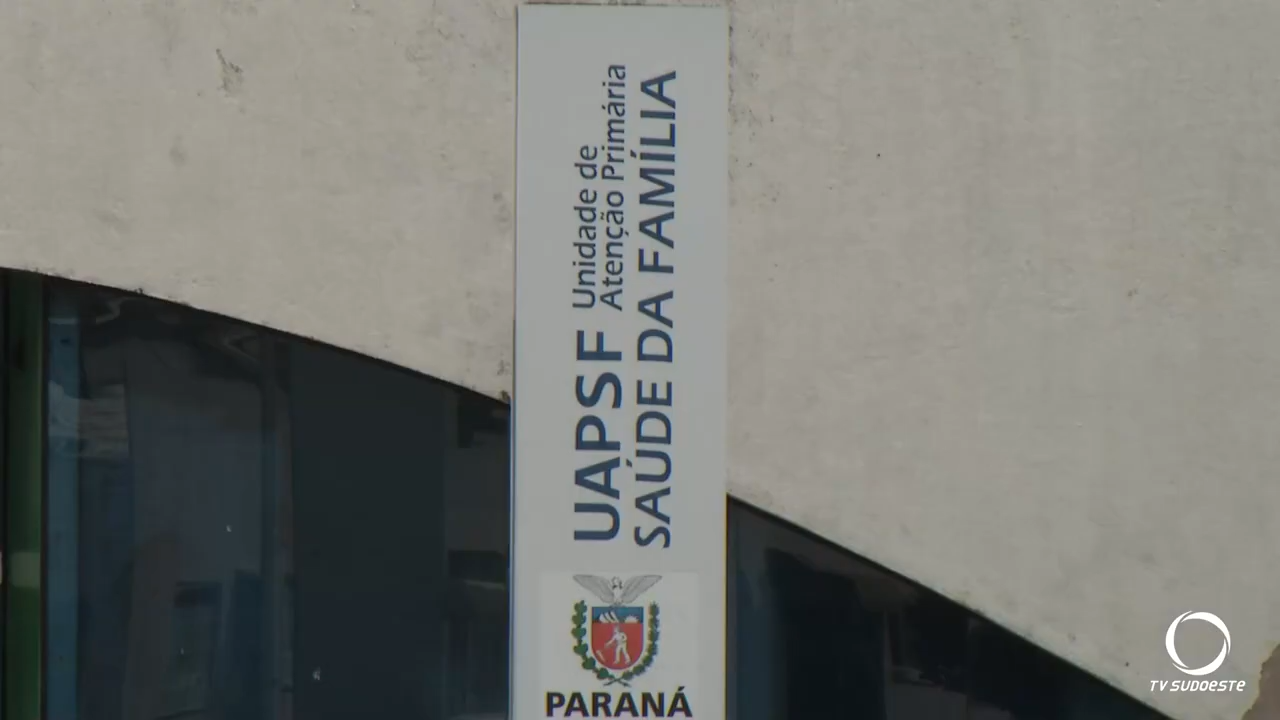 UAPSF Unidade de
Atenção Primária
SAÚDE DA FAMÍLIA
PARANÁ
TV SUDOESTE